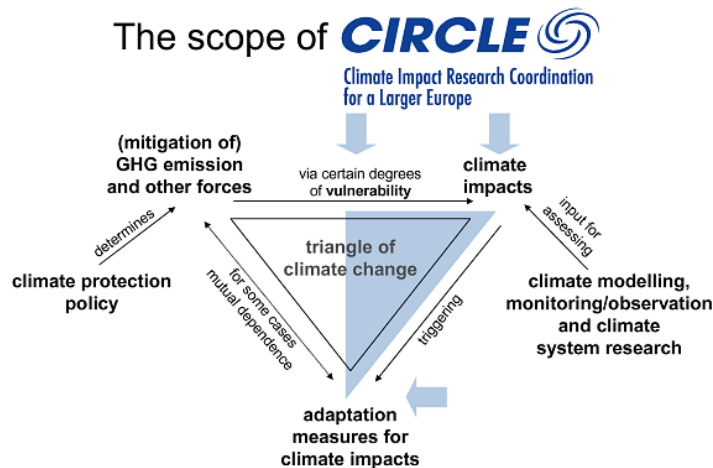 The scope of CIRCLE
Climate Impact Research Coordination
for a Larger Europe
(mitigation of)
GHG emission
and other forces
via certain degrees
of vulnerability
climate
impacts
determines
input for
assessing
triangle of
climate change
climate protection
policy
for some cases
mutual dependence
triggering
climate modelling,
monitoring/observation
and climate
system research
adaptation
measures for
climate impacts